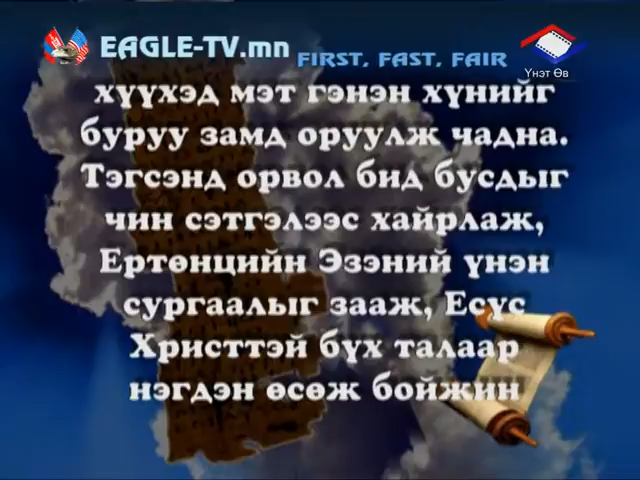 EAGLE-TV.mn
FIRST, FAST, FAIR
Үнэт Өв
хүүхэд мэт гэнэн хүнийг
буруу замд оруулж чадна.
Тэгсэнд орвол бид бусдыг
чин сэтгэлээс хайрлаж,
Ертөнцийн Эзэний үнэн
сургаалыг зааж, Есүс
Христтэй бүх талаар
нэгдэн өсөж бойжин